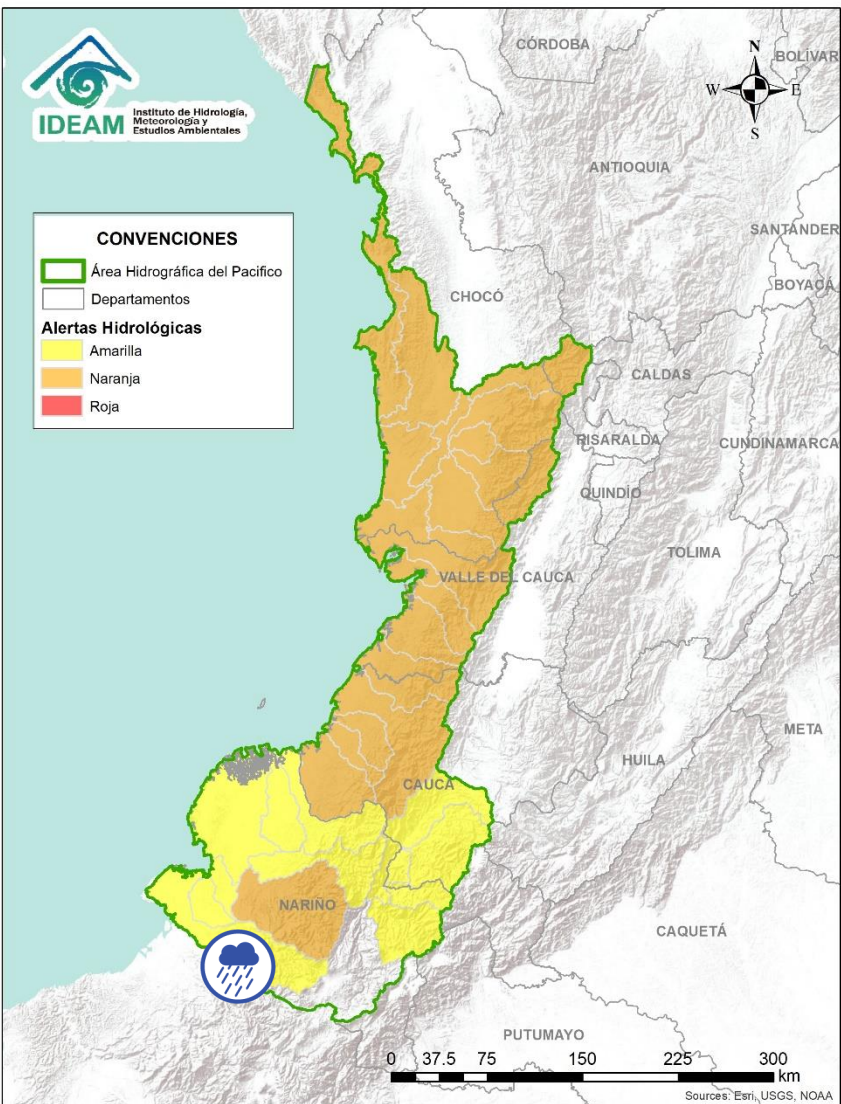 IDEAM
Instituto de Hidrología,
Meteorología y
Estudios Ambientales
N
W
E
S
CONVENCIONES
Área Hidrográfica del Pacifico
Departamentos
Alertas Hidrológicas
Amarilla
Naranja
Roja
CÓRDOBA
BOLÍVAR
ANTIOQUIA
SANTANDER
BOYACÁ
CHOCÓ
CALDAS
RISARALDA
CUNDINAMARCA
QUINDÍO
TOLIMA
VALLE DEL CAUCA
META
HUILA
CAUCA
NARIÑO
CAQUETÁ
PUTUMAYO
0 37.5 75 150 225 300
km
Sources: Esri, USGS, NOAA